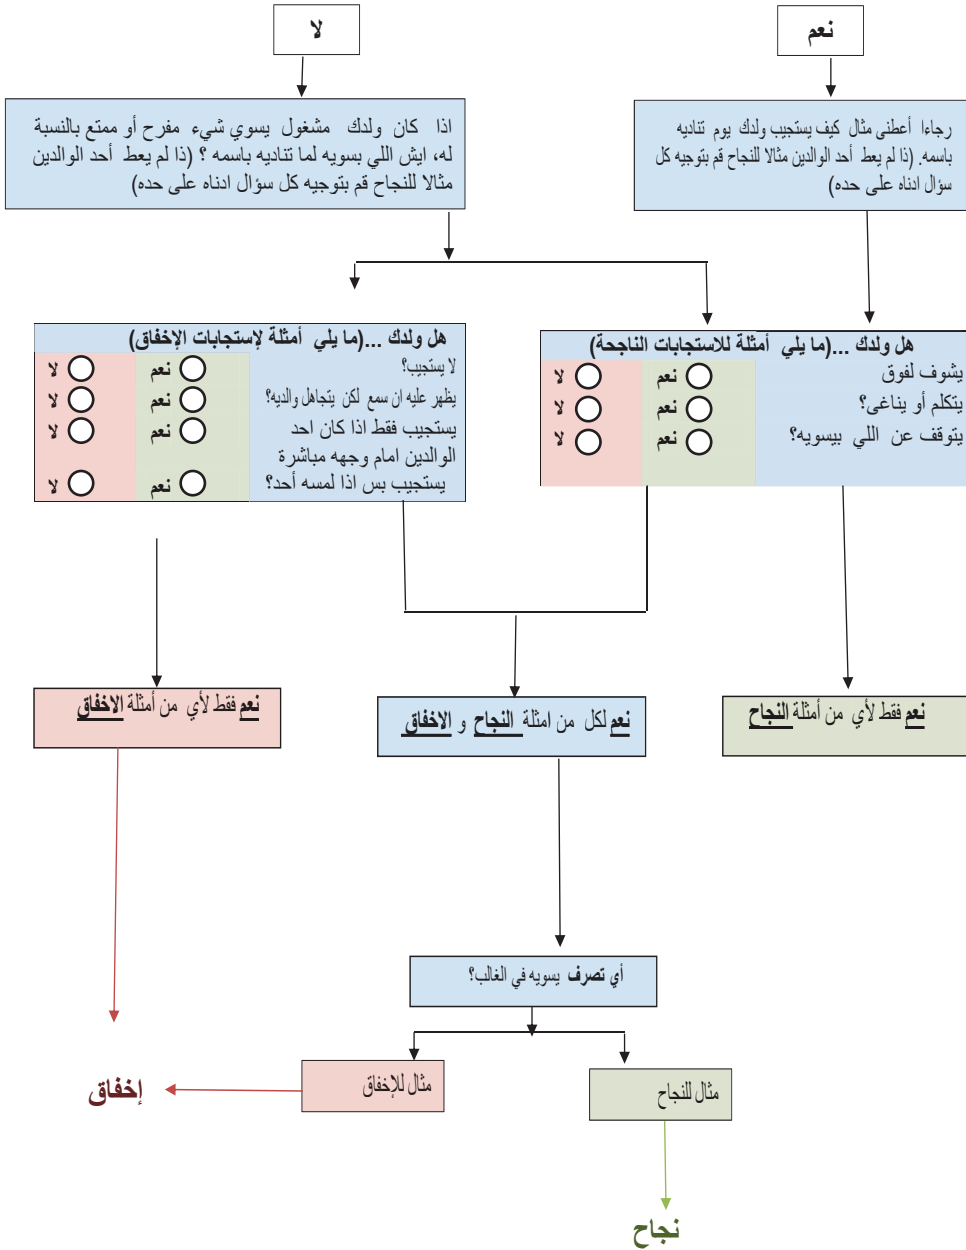 نعم
لا
رجاءا أعطنى مثال كيف يستجيب ولدك يوم تناديه
باسمه. (ذا لم يعط أحد الوالدين مثالا للنجاح قم بتوجيه كل
سؤال ادناه على حده)
اذا كان ولدك مشغول يسوي شيء مفرح أو ممتع بالنسبة
له، ايش اللي بسويه لما تناديه باسمه ؟ (ذا لم يعط أحد الوالدين
مثالا للنجاح قم بتوجيه كل سؤال ادناه على حده)
هل ولدك ...(ما يلي أمثلة للاستجابات الناجحة)
يشوف لفوق نعم لا
يتكلم أو يناغى؟ نعم لا
يتوقف عن اللي بيسويه؟ نعم لا
هل ولدك ...(ما يلي أمثلة لإستجابات الإخفاق)
لا يستجيب؟ نعم لا
يظهر عليه ان سمع لكن يتجاهل والديه؟ نعم لا
يستجيب فقط اذا كان احد نعم لا
الوالدين امام وجهه مباشرة
يستجيب بس اذا لمسه أحد؟ نعم لا
نعم فقط لأي من أمثلة النجاح
نعم لكل من امثلة النجاح و الاخفاق
نعم فقط لأي من أمثلة الاخفاق
أي تصرف يسويه في الغالب؟
مثال للنجاح
مثال للإخفاق
إخفاق
نجاح